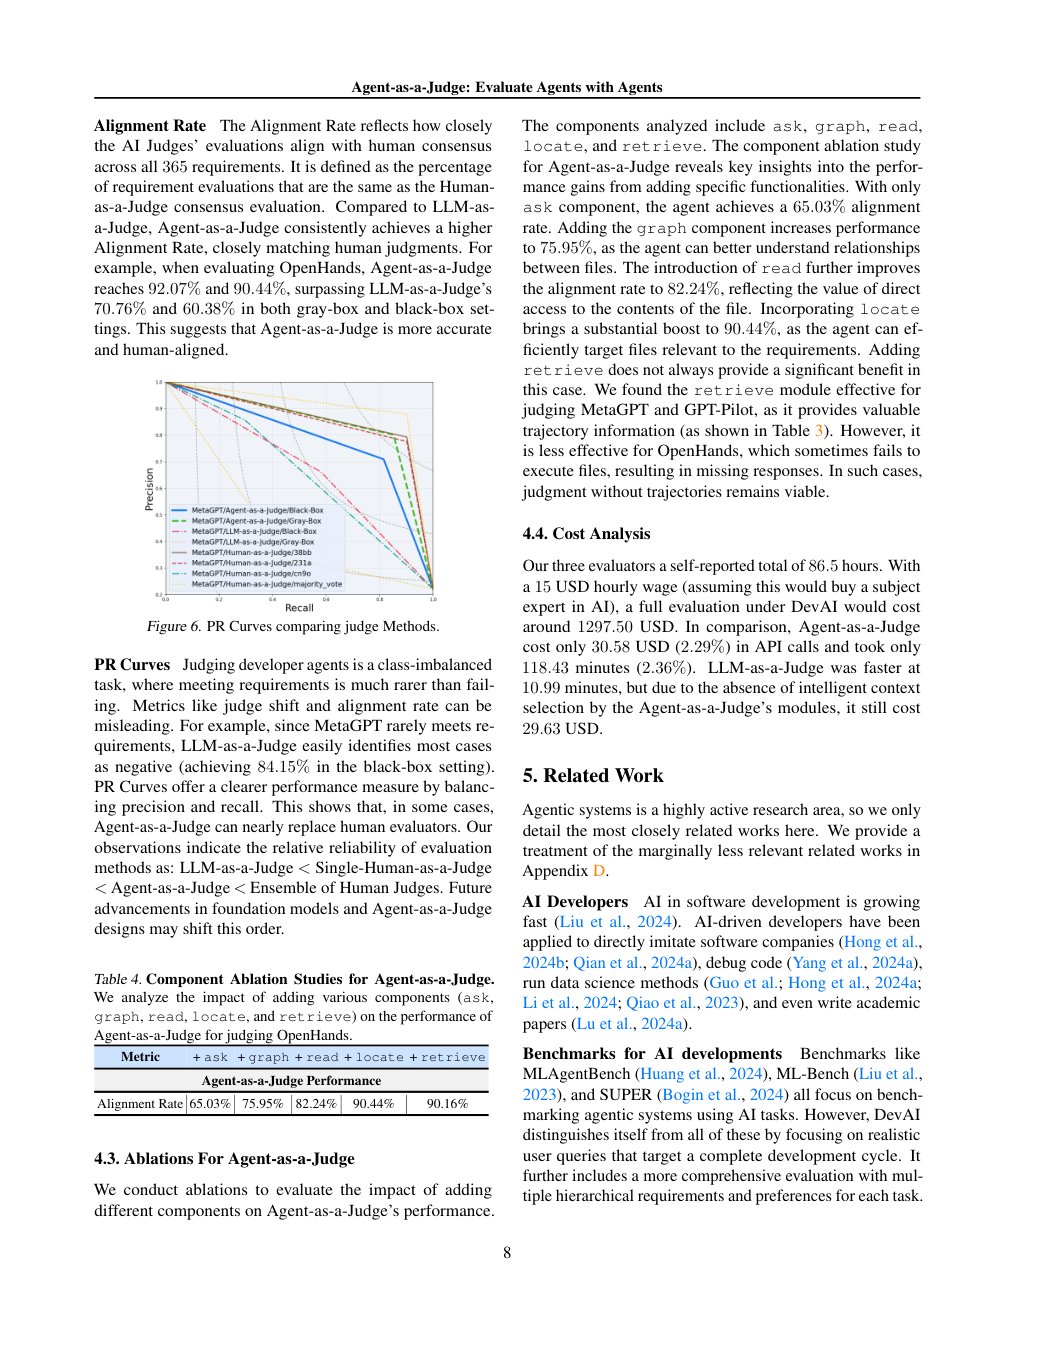 Agent-as-a-Judge: Evaluate Agents with Agents
Alignment Rate The Alignment Rate reflects how closely
the AI Judges' evaluations align with human consensus
across all 365 requirements. It is defined as the percentage
of requirement evaluations that are the same as the Human-
as-a-Judge consensus evaluation. Compared to LLM-as-
a-Judge, Agent-as-a-Judge consistently achieves a higher
Alignment Rate, closely matching human judgments. For
example, when evaluating OpenHands, Agent-as-a-Judge
reaches 92.07% and 90.44%, surpassing LLM-as-a-Judge's
70.76% and 60.38% in both gray-box and black-box set-
tings. This suggests that Agent-as-a-Judge is more accurate
and human-aligned.
1.0
0.9
0.8
0.7
0.6
0.5
0.4
0.3
0.2
Precision
MetaGPT/Agent-as-a-Judge/Black-Box
MetaGPT/Agent-as-a-Judge/Gray-Box
MetaGPT/LLM-as-a-Judge/Black-Box
MetaGPT/LLM-as-a-Judge/Gray-Box
MetaGPT/Human-as-a-Judge/38bb
MetaGPT/Human-as-a-Judge/231a
MetaGPT/Human-as-a-Judge/cn9o
MetaGPT/Human-as-a-Judge/majority_vote
0.0 0.2 0.4 0.6 0.8 1.0
Recall
Figure 6. PR Curves comparing judge Methods.
PR Curves Judging developer agents is a class-imbalanced
task, where meeting requirements is much rarer than fail-
ing. Metrics like judge shift and alignment rate can be
misleading. For example, since MetaGPT rarely meets re-
quirements, LLM-as-a-Judge easily identifies most cases
as negative (achieving 84.15% in the black-box setting).
PR Curves offer a clearer performance measure by balanc-
ing precision and recall. This shows that, in some cases,
Agent-as-a-Judge can nearly replace human evaluators. Our
observations indicate the relative reliability of evaluation
methods as: LLM-as-a-Judge < Single-Human-as-a-Judge
< Agent-as-a-Judge < Ensemble of Human Judges. Future
advancements in foundation models and Agent-as-a-Judge
designs may shift this order.
Table 4. Component Ablation Studies for Agent-as-a-Judge.
We analyze the impact of adding various components (ask,
graph, read, locate, and retrieve) on the performance of
Agent-as-a-Judge for judging OpenHands.
Metric + ask + graph + read + locate + retrieve
Agent-as-a-Judge Performance
Alignment Rate 65.03% 75.95% 82.24% 90.44% 90.16%
4.3. Ablations For Agent-as-a-Judge
We conduct ablations to evaluate the impact of adding
different components on Agent-as-a-Judge's performance.
The components analyzed include ask, graph, read,
locate, and retrieve. The component ablation study
for Agent-as-a-Judge reveals key insights into the perfor-
mance gains from adding specific functionalities. With only
ask component, the agent achieves a 65.03% alignment
rate. Adding the graph component increases performance
to 75.95%, as the agent can better understand relationships
between files. The introduction of read further improves
the alignment rate to 82.24%, reflecting the value of direct
access to the contents of the file. Incorporating locate
brings a substantial boost to 90.44%, as the agent can ef-
ficiently target files relevant to the requirements. Adding
retrieve does not always provide a significant benefit in
this case. We found the retrieve module effective for
judging MetaGPT and GPT-Pilot, as it provides valuable
trajectory information (as shown in Table 3). However, it
is less effective for OpenHands, which sometimes fails to
execute files, resulting in missing responses. In such cases,
judgment without trajectories remains viable.
4.4. Cost Analysis
Our three evaluators a self-reported total of 86.5 hours. With
a 15 USD hourly wage (assuming this would buy a subject
expert in AI), a full evaluation under DevAI would cost
around 1297.50 USD. In comparison, Agent-as-a-Judge
cost only 30.58 USD (2.29%) in API calls and took only
118.43 minutes (2.36%). LLM-as-a-Judge was faster at
10.99 minutes, but due to the absence of intelligent context
selection by the Agent-as-a-Judge's modules, it still cost
29.63 USD.
5. Related Work
Agentic systems is a highly active research area, so we only
detail the most closely related works here. We provide a
treatment of the marginally less relevant related works in
Appendix D.
AI Developers AI in software development is growing
fast (Liu et al., 2024). AI-driven developers have been
applied to directly imitate software companies (Hong et al.,
2024b; Qian et al., 2024a), debug code (Yang et al., 2024a),
run data science methods (Guo et al.; Hong et al., 2024a;
Li et al., 2024; Qiao et al., 2023), and even write academic
papers (Lu et al., 2024a).
Benchmarks for AI developments Benchmarks like
MLAgentBench (Huang et al., 2024), ML-Bench (Liu et al.,
2023), and SUPER (Bogin et al., 2024) all focus on bench-
marking agentic systems using AI tasks. However, DevAI
distinguishes itself from all of these by focusing on realistic
user queries that target a complete development cycle. It
further includes a more comprehensive evaluation with mul-
tiple hierarchical requirements and preferences for each task.
8